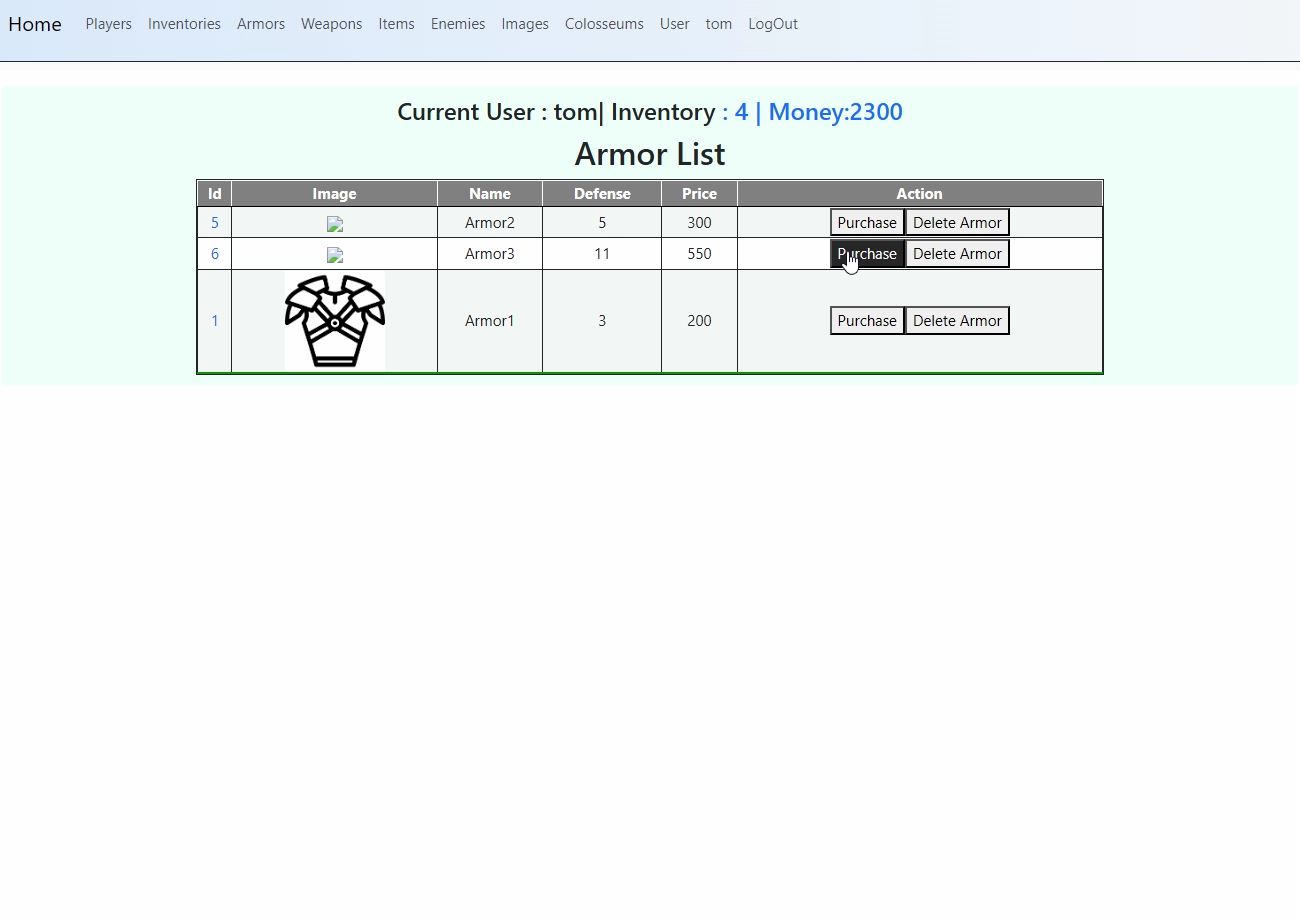 Home Players Inventories Armors Weapons Items Enemies Images Colosseums User tom LogOut
Current User : tom| Inventory : 4 | Money:2300
Armor List
Id Image Name Defense Price Action
5 Armor2 5 300 Purchase Delete Armor
6 Armor3 11 550 Purchase Delete Armor
1 Armor1 3 200 Purchase Delete Armor